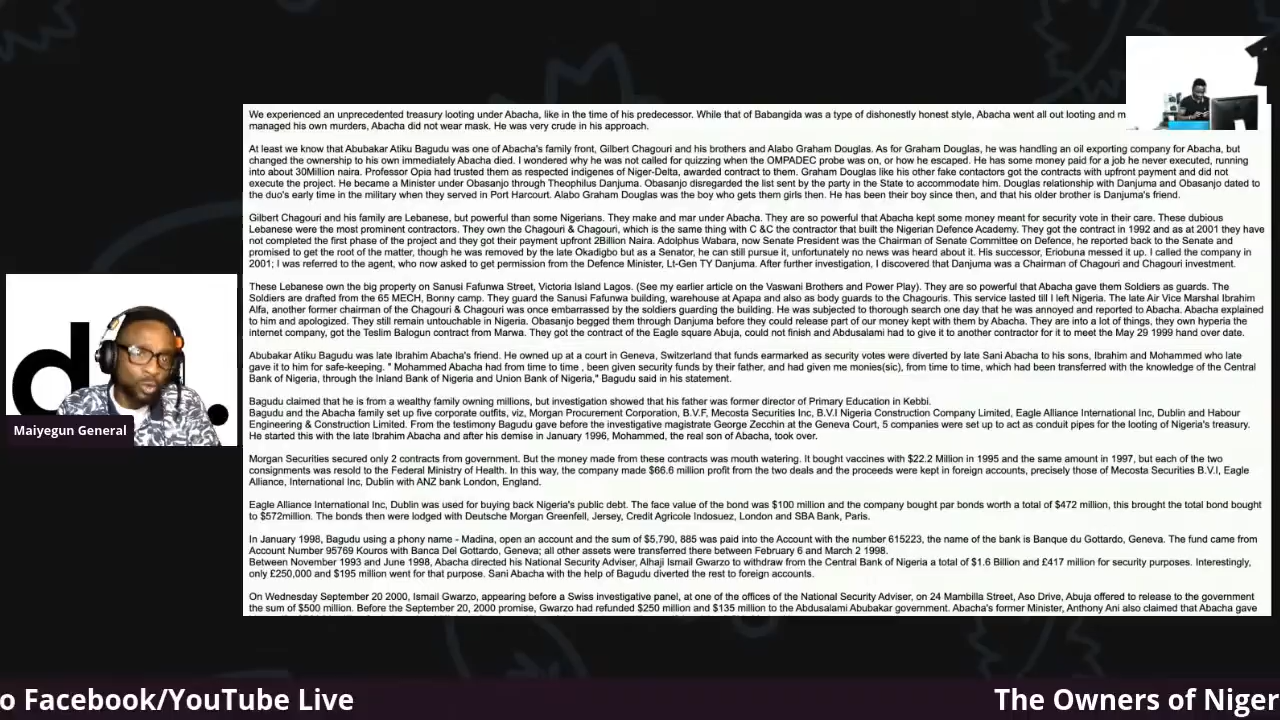 We experienced an unprecedented treasury looting under Abacha, like in the time of his predecessor. While that of Babangida was a type of dishonestly honest style, Abacha went all out looting and m
managed his own murders, Abacha did not wear mask. He was very crude in his approach.
At least we know that Abubakar Atiku Bagudu was one of Abacha's family front, Gilbert Chagouri and his brothers and Alabo Graham Douglas. As for Graham Douglas, he was handling an oil exporting company for Abacha, but
changed the ownership to his own immediately Abacha died. I wondered why he was not called for quizzing when the OMPADEC probe was on, or how he escaped. He has some money paid for a job he never executed, running
into about 30Million naira. Professor Opia had trusted them as respected indigenes of Niger-Delta, awarded contract to them. Graham Douglas like his other fake contactors got the contracts with upfront payment and did not
execute the project. He became a Minister under Obasanjo through Theophilus Danjuma. Obasanjo disregarded the list sent by the party in the State to accommodate him. Douglas relationship with Danjuma and Obasanjo dated to
the duo's early time in the military when they served in Port Harcourt. Alabo Graham Douglas was the boy who gets them girls then. He has been their boy since then, and that his older brother is Danjuma's friend.
Gilbert Chagouri and his family are Lebanese, but powerful than some Nigerians. They make and mar under Abacha. They are so powerful that Abacha kept some money meant for security vote in their care. These dubious
Lebanese were the most prominent contractors. They own the Chagouri & Chagouri, which is the same thing with C &C the contractor that built the Nigerian Defence Academy. They got the contract in 1992 and as at 2001 they have
not completed the first phase of the project and they got their payment upfront 2Billion Naira. Adolphus Wabara, now Senate President was the Chairman of Senate Committee on Defence, he reported back to the Senate and
promised to get the root of the matter, though he was removed by the late Okadigbo but as a Senator, he can still pursue it, unfortunately no news was heard about it. His successor, Eriobuna messed it up. I called the company in
2001; I was referred to the agent, who now asked to get permission from the Defence Minister, Lt-Gen TY Danjuma. After further investigation, I discovered that Danjuma was a Chairman of Chagouri and Chagouri investment.
These Lebanese own the big property on Sanusi Fafunwa Street, Victoria Island Lagos. (See my earlier article on the Vaswani Brothers and Power Play). They are so powerful that Abacha gave them Soldiers as guards. The
Soldiers are drafted from the 65 MECH, Bonny camp. They guard the Sanusi Fafunwa building, warehouse at Apapa and also as body guards to the Chagouris. This service lasted till I left Nigeria. The late Air Vice Marshal Ibrahim
Alfa, another former chairman of the Chagouri & Chagouri was once embarrassed by the soldiers guarding the building. He was subjected to thorough search one day that he was annoyed and reported to Abacha. Abacha explained
to him and apologized. They still remain untouchable in Nigeria. Obasanjo begged them through Danjuma before they could release part of our money kept with them by Abacha. They are into a lot of things, they own hyperia the
internet company, got the Teslim Balogun contract from Marwa. They got the contract of the Eagle square Abuja, could not finish and Abdusalami had to give it to another contractor for it to meet the May 29 1999 hand over date.
Abubakar Atiku Bagudu was late Ibrahim Abacha's friend. He owned up at a court in Geneva, Switzerland that funds earmarked as security votes were diverted by late Sani Abacha to his sons, Ibrahim and Mohammed who late
gave it to him for safe-keeping. " Mohammed Abacha had from time to time , been given security funds by their father, and had given me monies(sic), from time to time, which had been transferred with the knowledge of the Central
Bank of Nigeria, through the Inland Bank of Nigeria and Union Bank of Nigeria," Bagudu said in his statement.
Bagudu claimed that he is from a wealthy family owning millions, but investigation showed that his father was former director of Primary Education in Kebbi.
Bagudu and the Abacha family set up five corporate outfits, viz, Morgan Procurement Corporation, B.V.F, Mecosta Securities Inc, B.V.I Nigeria Construction Company Limited, Eagle Alliance International Inc, Dublin and Habour
Engineering & Construction Limited. From the testimony Bagudu gave before the investigative magistrate George Zecchin at the Geneva Court, 5 companies were set up to act as conduit pipes for the looting of Nigeria's treasury.
He started this with the late Ibrahim Abacha and after his demise in January 1996, Mohammed, the real son of Abacha, took over.
Morgan Securities secured only 2 contracts from government. But the money made from these contracts was mouth watering. It bought vaccines with $22.2 Million in 1995 and the same amount in 1997, but each of the two
consignments was resold to the Federal Ministry of Health. In this way, the company made $66.6 million profit from the two deals and the proceeds were kept in foreign accounts, precisely those of Mecosta Securities B.V.I, Eagle
Alliance, International Inc, Dublin with ANZ bank London, England.
Eagle Alliance International Inc, Dublin was used for buying back Nigeria's public debt. The face value of the bond was $100 million and the company bought par bonds worth a total of $472 million, this brought the total bond bought
to $572million. The bonds then were lodged with Deutsche Morgan Greenfell, Jersey, Credit Agricole Indosuez, London and SBA Bank, Paris.
In January 1998, Bagudu using a phony name - Madina, open an account and the sum of $5,790, 885 was paid into the Account with the number 615223, the name of the bank is Banque du Gottardo, Geneva. The fund came from
Account Number 95769 Kouros with Banca Del Gottardo, Geneva; all other assets were transferred there between February 6 and March 2 1998.
Between November 1993 and June 1998, Abacha directed his National Security Adviser, Alhaji Ismail Gwarzo to withdraw from the Central Bank of Nigeria a total of $1.6 Billion and £417 million for security purposes. Interestingly,
only £250,000 and $195 million went for that purpose. Sani Abacha with the help of Bagudu diverted the rest to foreign accounts.
On Wednesday September 20 2000, Ismail Gwarzo, appearing before a Swiss investigative panel, at one of the offices of the National Security Adviser, on 24 Mambilla Street, Aso Drive, Abuja offered to release to the government
the sum of $500 million. Before the September 20, 2000 promise, Gwarzo had refunded $250 million and $135 million to the Abdusalami Abubakar government. Abacha's former Minister, Anthony Ani also claimed that Abacha gave
d
Maiyegun General
o Facebook/YouTube Live
The Owners of Niger